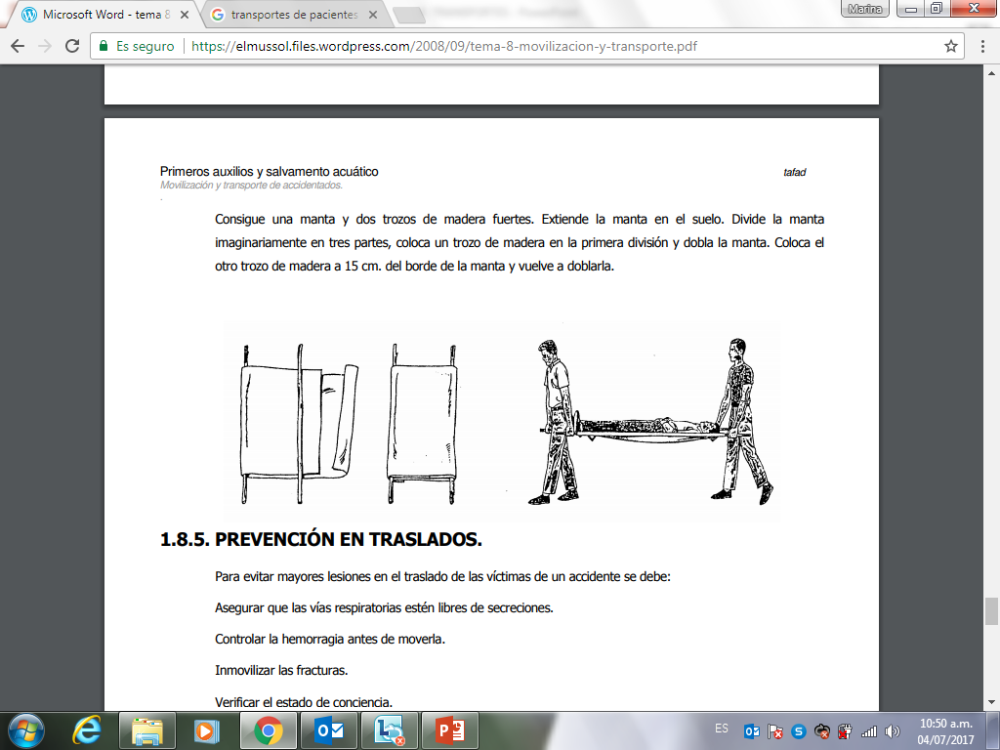 Marina
Microsoft Word - tema 8
transportes de pacientes
Es seguro
https://elmussol.files.wordpress.com/2008/09/tema-8-movilizacion-y-transporte.pdf
Primeros auxilios y salvamento acuático
tafad
Movilización y transporte de accidentados.
Consigue una manta y dos trozos de madera fuertes. Extiende la manta en el suelo. Divide la manta
imaginariamente en tres partes, coloca un trozo de madera en la primera división y dobla la manta. Coloca el
otro trozo de madera a 15 cm. del borde de la manta y vuelve a doblarla.
1.8.5. PREVENCIÓN EN TRASLADOS.
Para evitar mayores lesiones en el traslado de las víctimas de un accidente se debe:
Asegurar que las vías respiratorias estén libres de secreciones.
Controlar la hemorragia antes de moverla.
Inmovilizar las fracturas.
Verificar el estado de conciencia.
ES
10:50 a.m.
04/07/2017